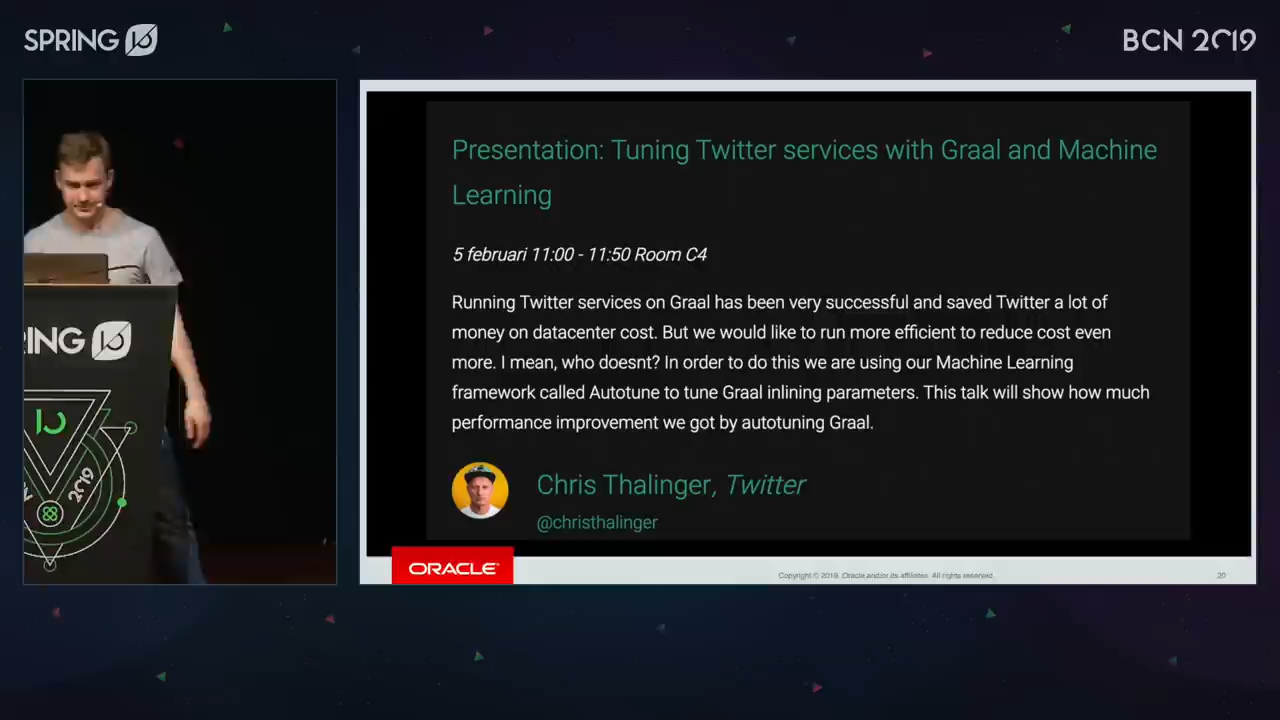 SPRING IO
BCN 2019
Presentation: Tuning Twitter services with Graal and Machine
Learning
5 februari 11:00 - 11:50 Room C4
Running Twitter services on Graal has been very successful and saved Twitter a lot of
money on datacenter cost. But we would like to run more efficient to reduce cost even
more. I mean, who doesnt? In order to do this we are using our Machine Learning
framework called Autotune to tune Graal inlining parameters. This talk will show how much
performance improvement we got by autotuning Graal.
Chris Thalinger, Twitter
@christhalinger
ORACLE
Copyright © 2019, Oracle and/or its affiliates. All rights reserved.
20
RING IO
IO
2019